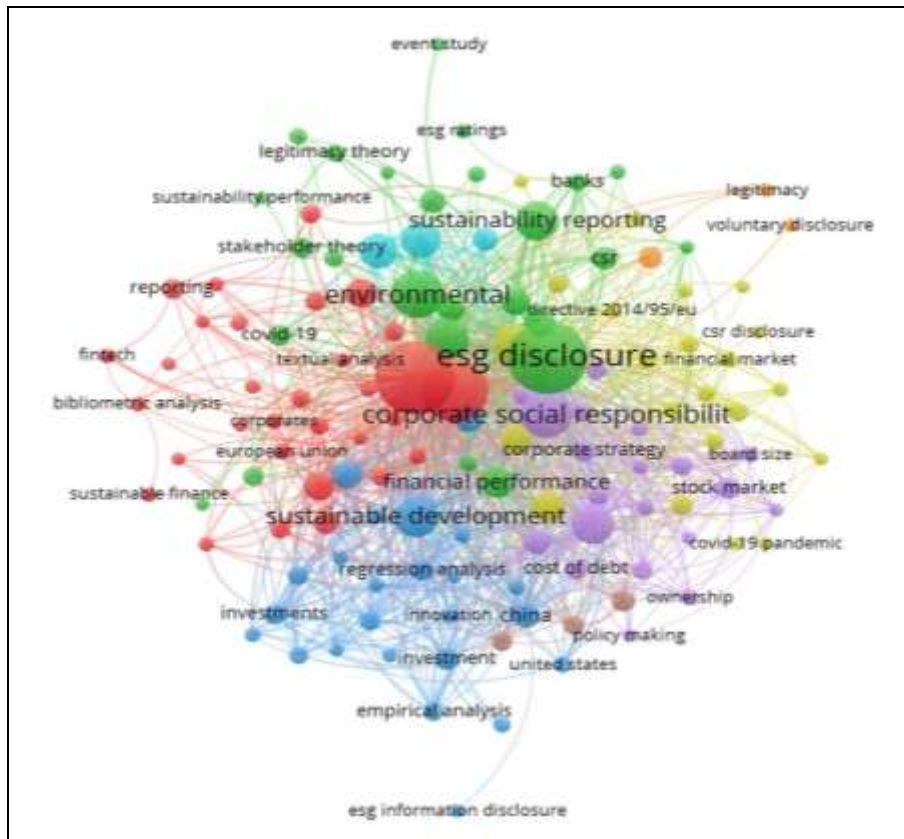 event study
esg ratings
legitimacy theory
banks
legitimacy
sustainability performance
sustainability reporting
voluntary disclosure
stakeholder theory
csr
reporting
environmental
directive 2014/95/eu
covid-19
csr disclosure
fintech
textual analysis
esg disclosure
financial market
bibliometric analysis
corporates
corporate social responsibilit
european union
corporate strategy
board size
sustainable finance
financial performance
stock market
sustainable development
covid-19 pandemic
regression analysis
cost of debt
ownership
investments
innovation
china
policy making
investment
united states
empirical analysis
esg information disclosure